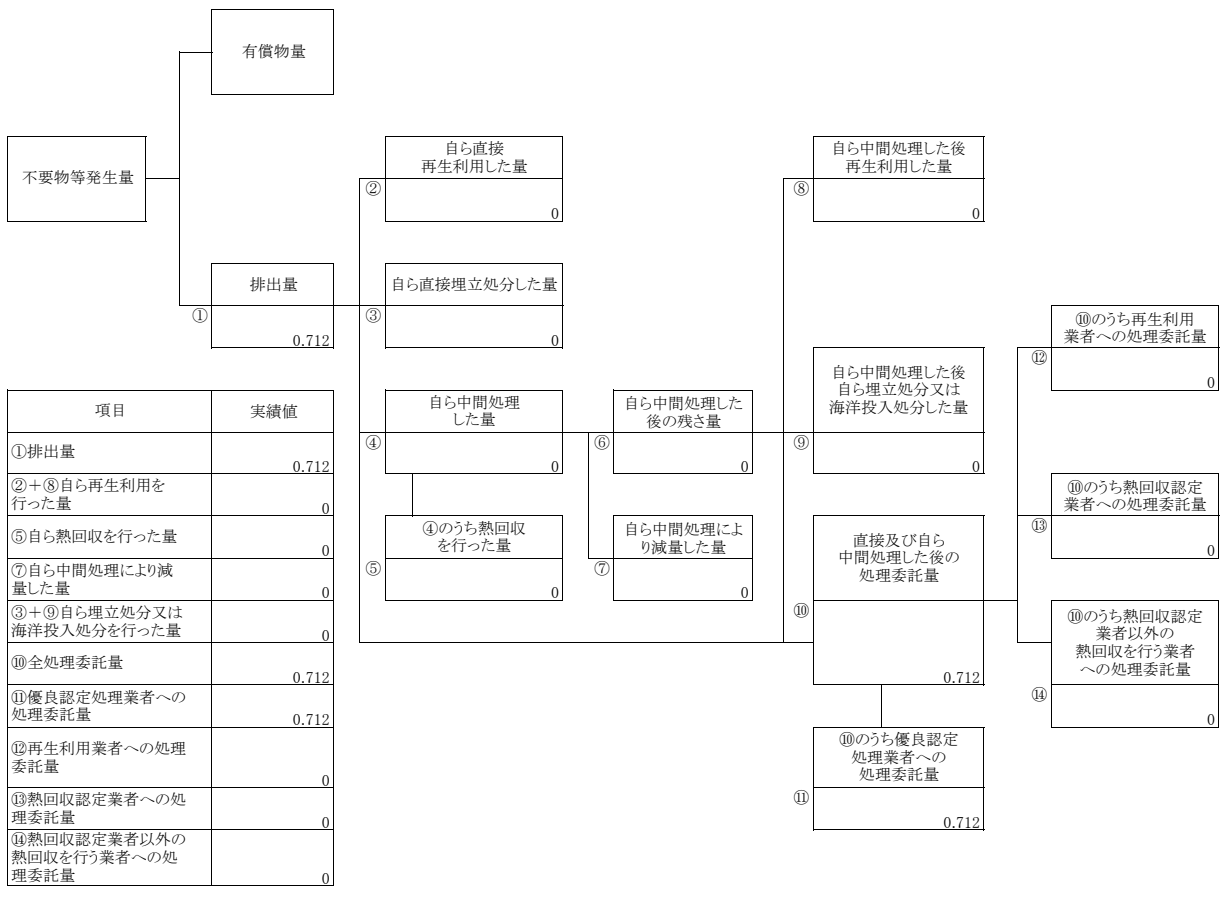 有償物量
不要物等発生量
排出量
①
0.712
自ら直接
再生利用した量
②
0
自ら直接埋立処分した量
③
0
自ら中間処理
した量
④
0
④のうち熱回収
を行った量
⑤
0
自ら中間処理した
後の残さ量
⑥
0
自ら中間処理によ
り減量した量
⑦
0
自ら中間処理した後
再生利用した量
⑧
0
自ら中間処理した後
自ら埋立処分又は
海洋投入処分した量
⑨
0
直接及び自ら
中間処理した後の
処理委託量
⑩
0.712
⑩のうち優良認定
処理業者への
処理委託量
⑪
0.712
⑩のうち再生利用
業者への処理委託量
⑫
0
⑩のうち熱回収認定
業者への処理委託量
⑬
0
⑩のうち熱回収認定
業者以外の
熱回収を行う業者
への処理委託量
⑭
0
項目 実績値
①排出量
0.712
②+⑧自ら再生利用を
行った量
0
⑤自ら熱回収を行った量
0
⑦自ら中間処理により減
量した量
0
③+⑨自ら埋立処分又は
海洋投入処分を行った量
0
⑩全処理委託量
0.712
⑪優良認定処理業者への
処理委託量
0.712
⑫再生利用業者への処理
委託量
0
⑬熱回収認定業者への処
理委託量
0
⑭熱回収認定業者以外の
熱回収を行う業者への処
理委託量
0